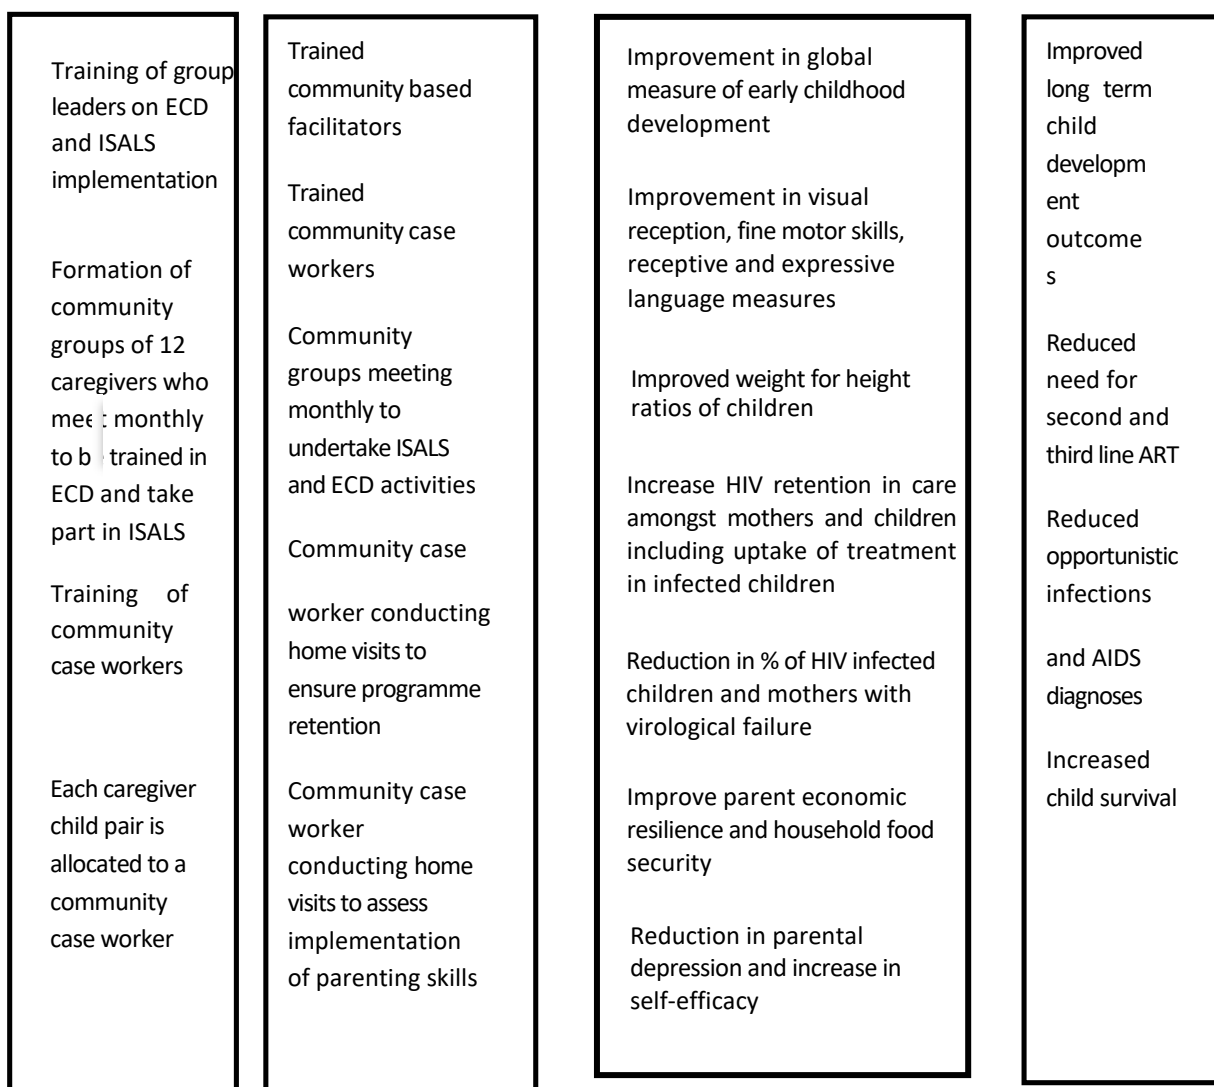 Training of group
leaders on ECD
and ISALS
implementation
Formation of
community
groups of 12
caregivers who
meet monthly
to be trained in
ECD and take
part in ISALS
Training of
community
case workers
Each caregiver
child pair is
allocated to a
community
case worker
Trained
community based
facilitators
Trained
community case
workers
Community
groups meeting
monthly to
undertake ISALS
and ECD activities
Community case
worker conducting
home visits to
ensure programme
retention
Community case
worker
conducting home
visits to assess
implementation
of parenting skills
Improvement in global
measure of early childhood
development
Improvement in visual
reception, fine motor skills,
receptive and expressive
language measures
Improved weight for height
ratios of children
Increase HIV retention in care
amongst mothers and children
including uptake of treatment
in infected children
Reduction in % of HIV infected
children and mothers with
virological failure
Improve parent economic
resilience and household food
security
Reduction in parental
depression and increase in
self-efficacy
Improved
long term
child
developm
ent
outcome
s
Reduced
need for
second and
third line ART
Reduced
opportunistic
infections
and AIDS
diagnoses
Increased
child survival